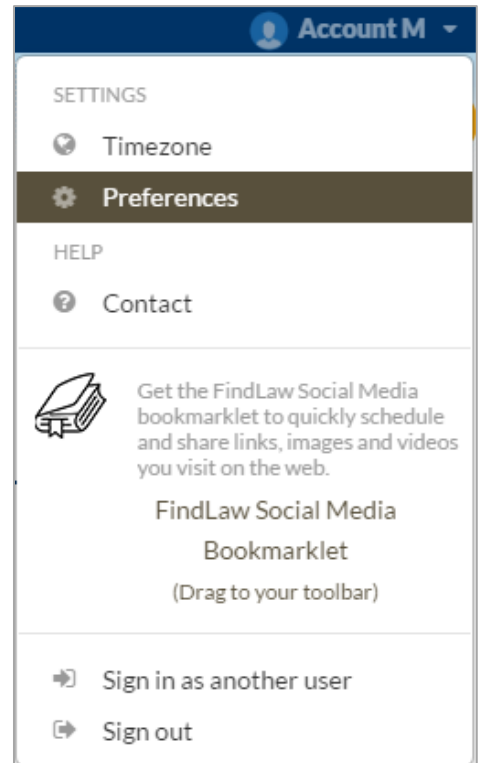 Account M
SETTINGS
Timezone
Preferences
HELP
Contact
Get the FindLaw Social Media
bookmarklet to quickly schedule
and share links, images and videos
you visit on the web.
FindLaw Social Media
Bookmarklet
(Drag to your toolbar)
Sign in as another user
Sign out